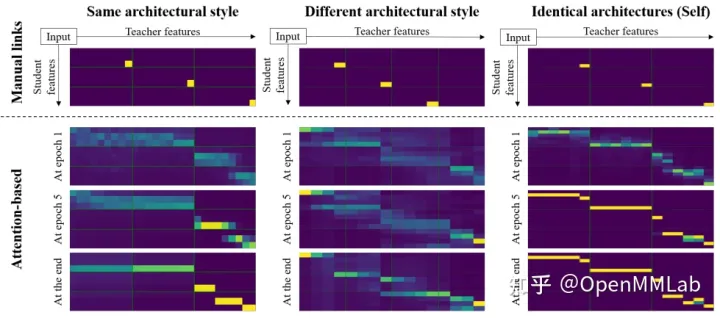 Same architectural style
Different architectural style
Identical architectures (Self)
Manual links
Input
Teacher features
Student features
Input
Teacher features
Student features
Input
Teacher features
Student features
Attention-based
At epoch 1
At epoch 5
At the end
At epoch 1
At epoch 5
At the end
At epoch 1
At epoch 5
At the end
知乎 @OpenMMLab